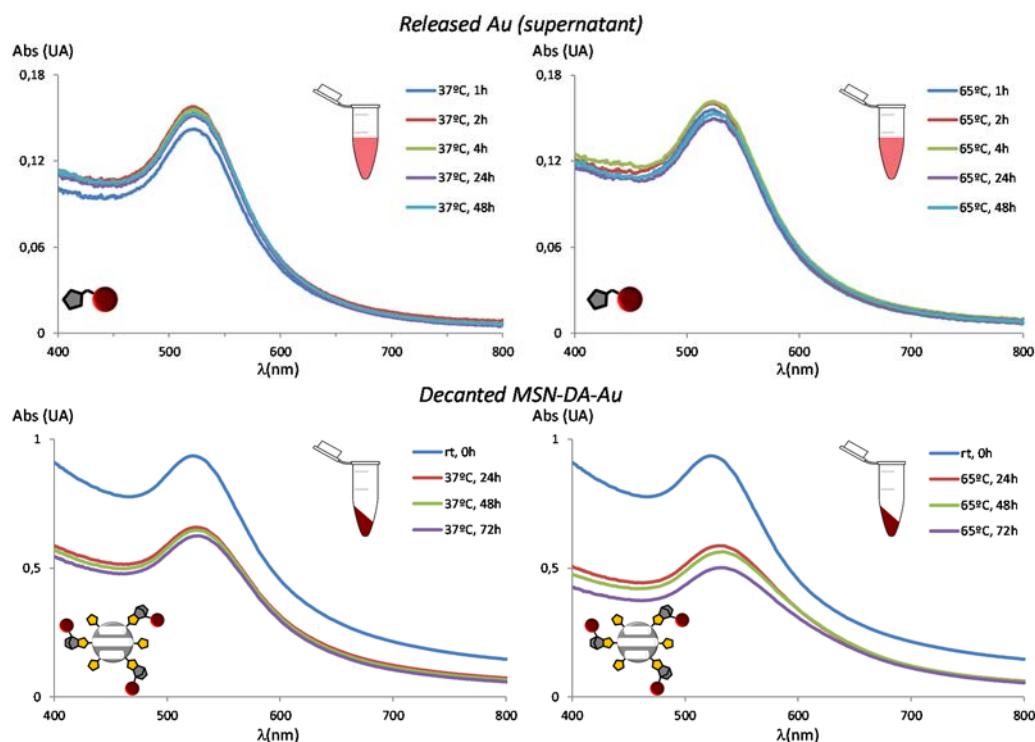 Released Au (supernatant)
Abs (UA)
0,18
0,12
0,06
0
400
500
600
700
800
λ(nm)
37ºC, 1h
37ºC, 2h
37ºC, 4h
37ºC, 24h
37ºC, 48h
Abs (UA)
0,18
0,12
0,06
0
400
500
600
700
800
λ(nm)
65ºC, 1h
65ºC, 2h
65ºC, 4h
65ºC, 24h
65ºC, 48h
Decanted MSN-DA-Au
Abs (UA)
1
0,5
0
400
500
600
700
800
λ(nm)
rt, 0h
37ºC, 24h
37ºC, 48h
37ºC, 72h
Abs (UA)
1
0,5
0
400
500
600
700
800
λ(nm)
rt, 0h
65ºC, 24h
65ºC, 48h
65ºC, 72h